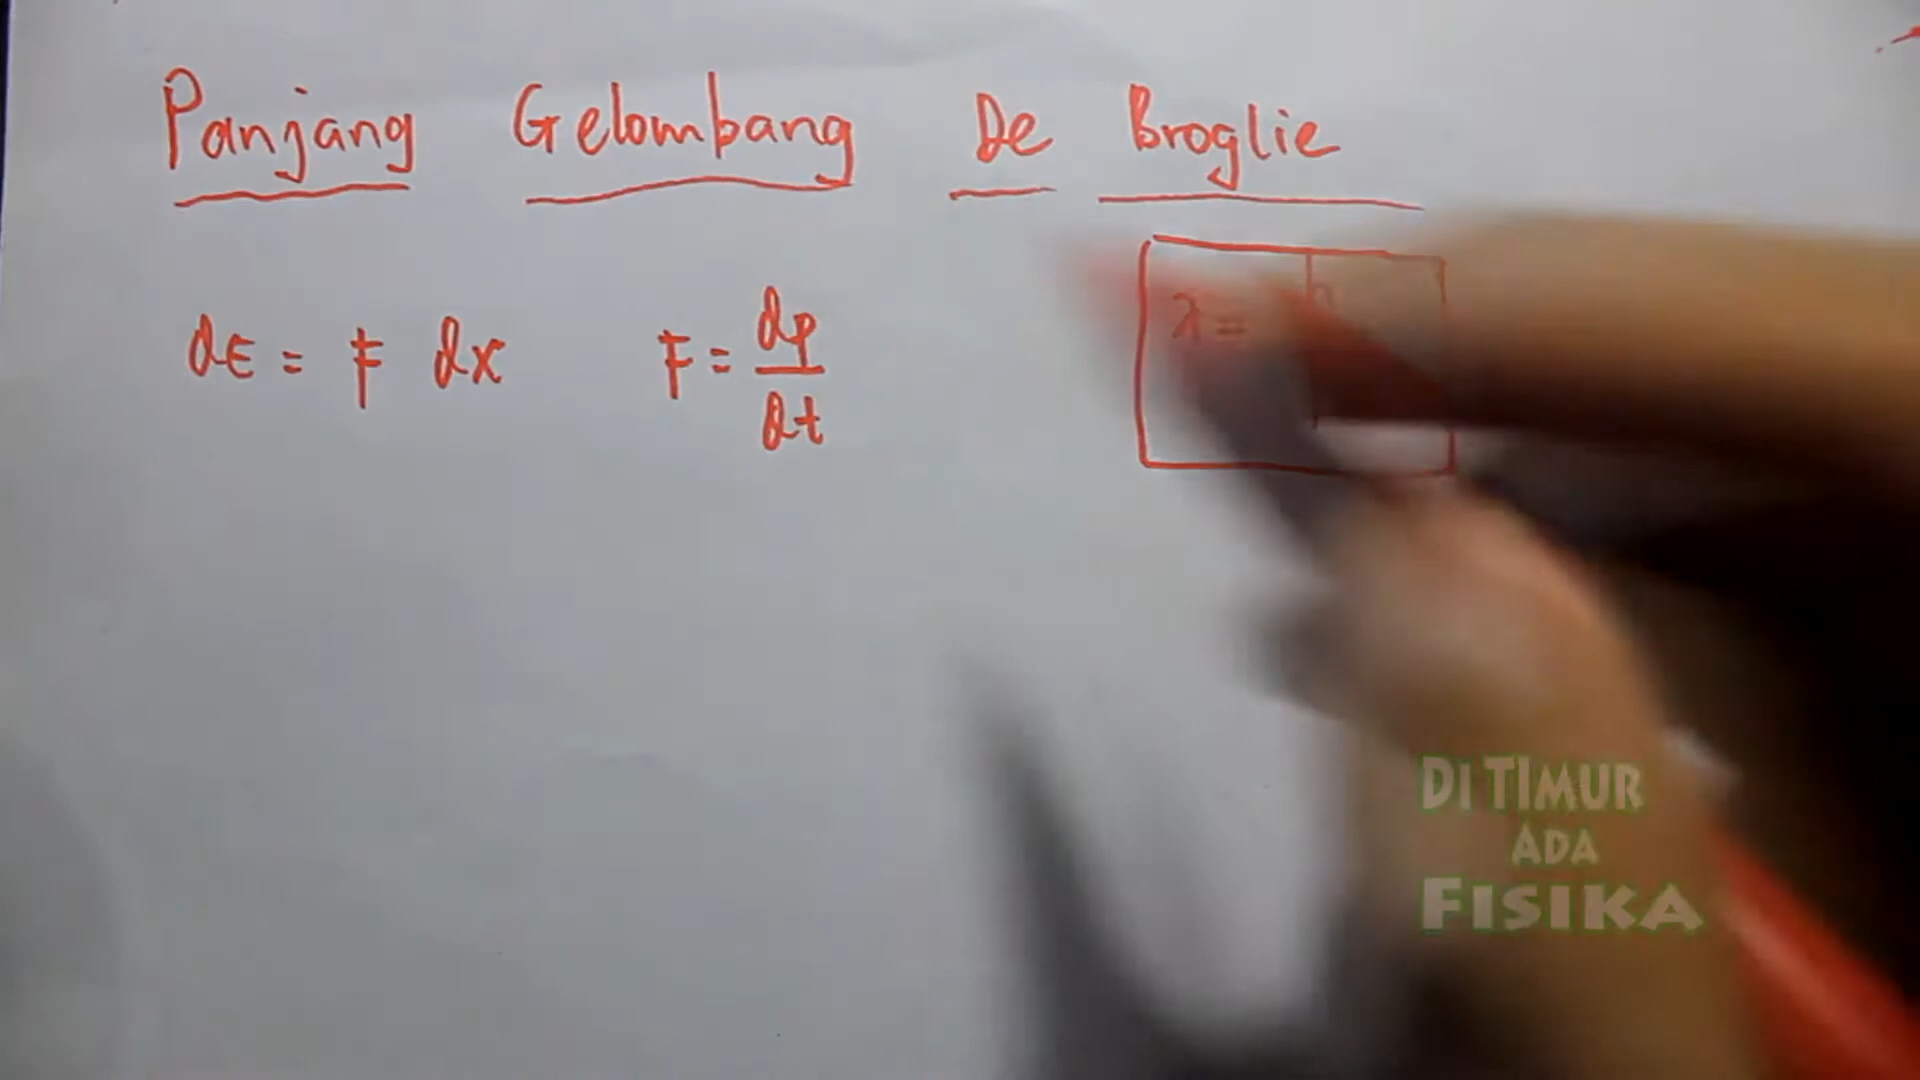 Panjang Gelombang De Broglie
dE = F dx F = dp/dt
λ =
DI TIMUR
ADA
FISIKA